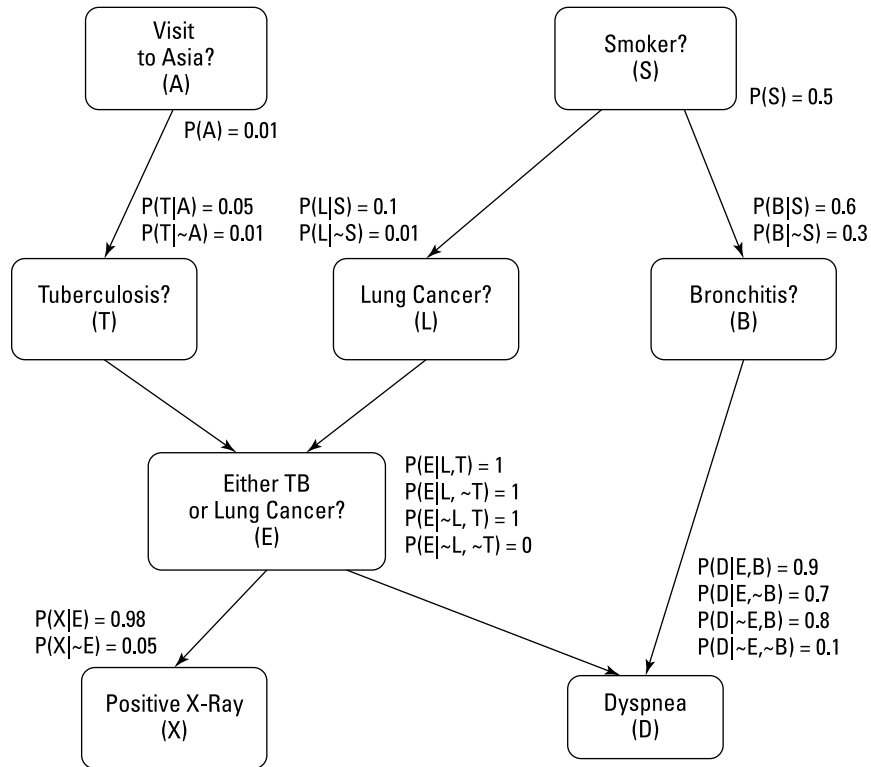 Visit
to Asia?
(A)
Smoker?
(S)
P(S) = 0.5
P(A) = 0.01
P(T|A) = 0.05
P(T|~A) = 0.01
P(L|S) = 0.1
P(L|~S) = 0.01
P(B|S) = 0.6
P(B|~S) = 0.3
Tuberculosis?
(T)
Lung Cancer?
(L)
Bronchitis?
(B)
Either TB
or Lung Cancer?
(E)
P(E|L,T) = 1
P(E|L, ~T) = 1
P(E|~L, T) = 1
P(E|~L, ~T) = 0
P(D|E,B) = 0.9
P(D|E,~B) = 0.7
P(D|~E,B) = 0.8
P(D|~E,~B) = 0.1
P(X|E) = 0.98
P(X|~E) = 0.05
Positive X-Ray
(X)
Dyspnea
(D)